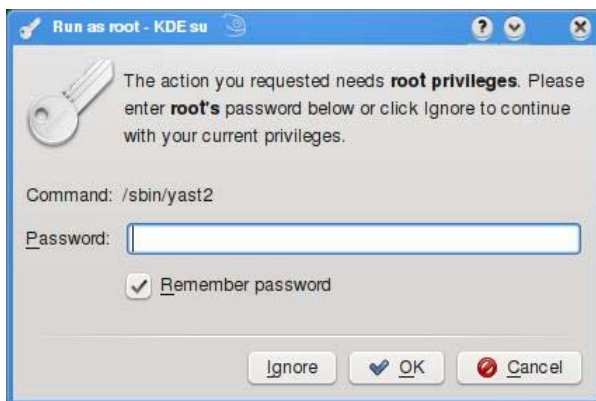 Run as root - KDE su
?
The action you requested needs root privileges. Please
enter root's password below or click Ignore to continue
with your current privileges.
Command: /sbin/yast2
Password:
Remember password
Ignore
OK
Cancel